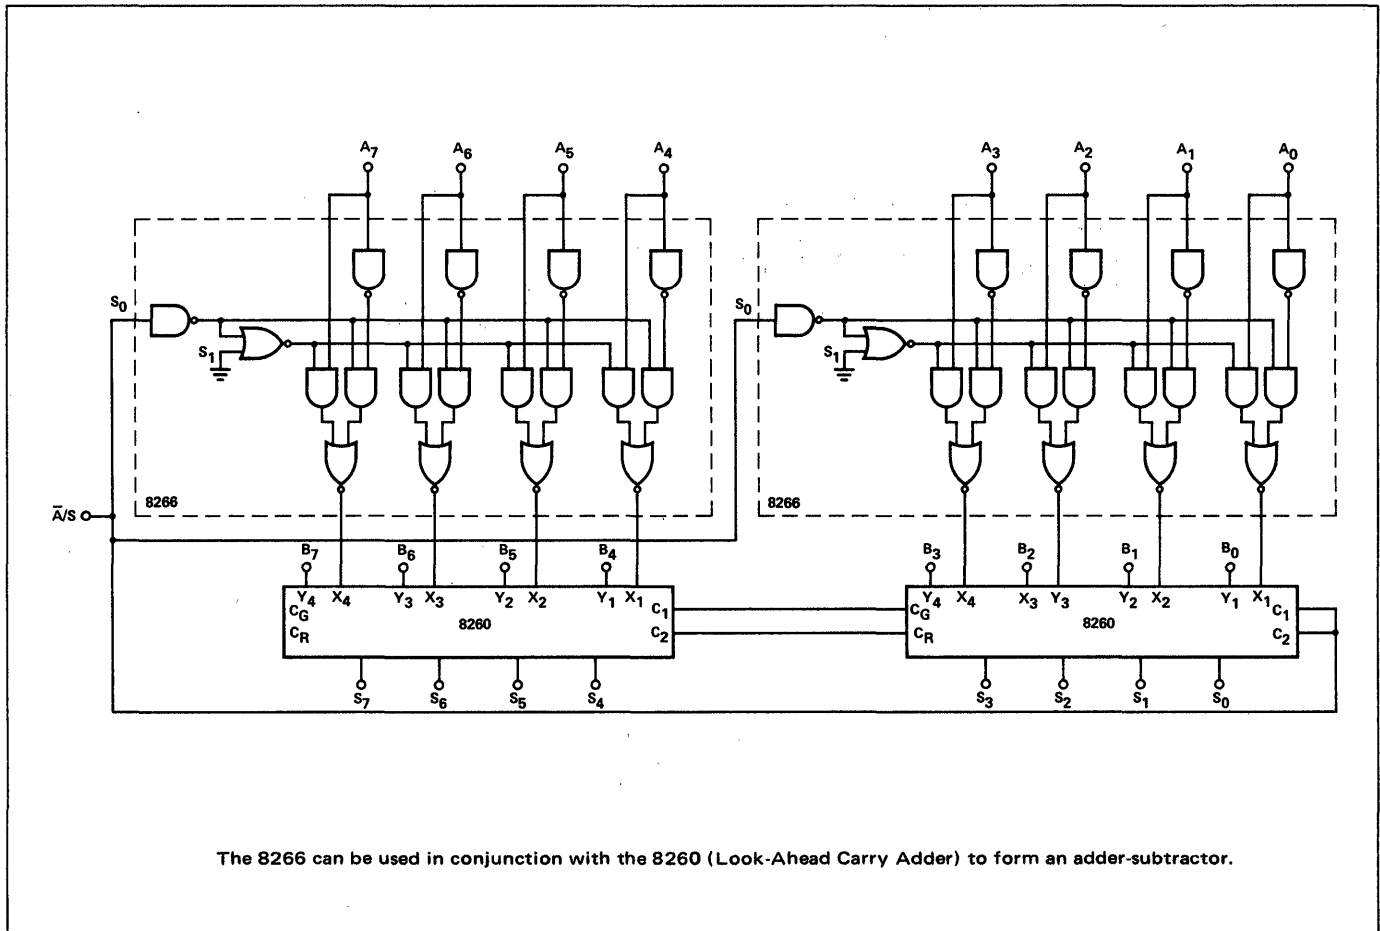 A7 A6 A5 A4 A3 A2 A1 A0
S0 S0
S1 S1
8266 8266
A̅/S
B7 B6 B5 B4 B3 B2 B1 B0
Y4 X4 Y3 X3 Y2 X2 Y1 X1 Y4 X4 X3 Y3 Y2 X2 Y1 X1
CG C1 CG C1
8260 8260
CR C2 CR C2
S7 S6 S5 S4 S3 S2 S1 S0
The 8266 can be used in conjunction with the 8260 (Look-Ahead Carry Adder) to form an adder-subtractor.